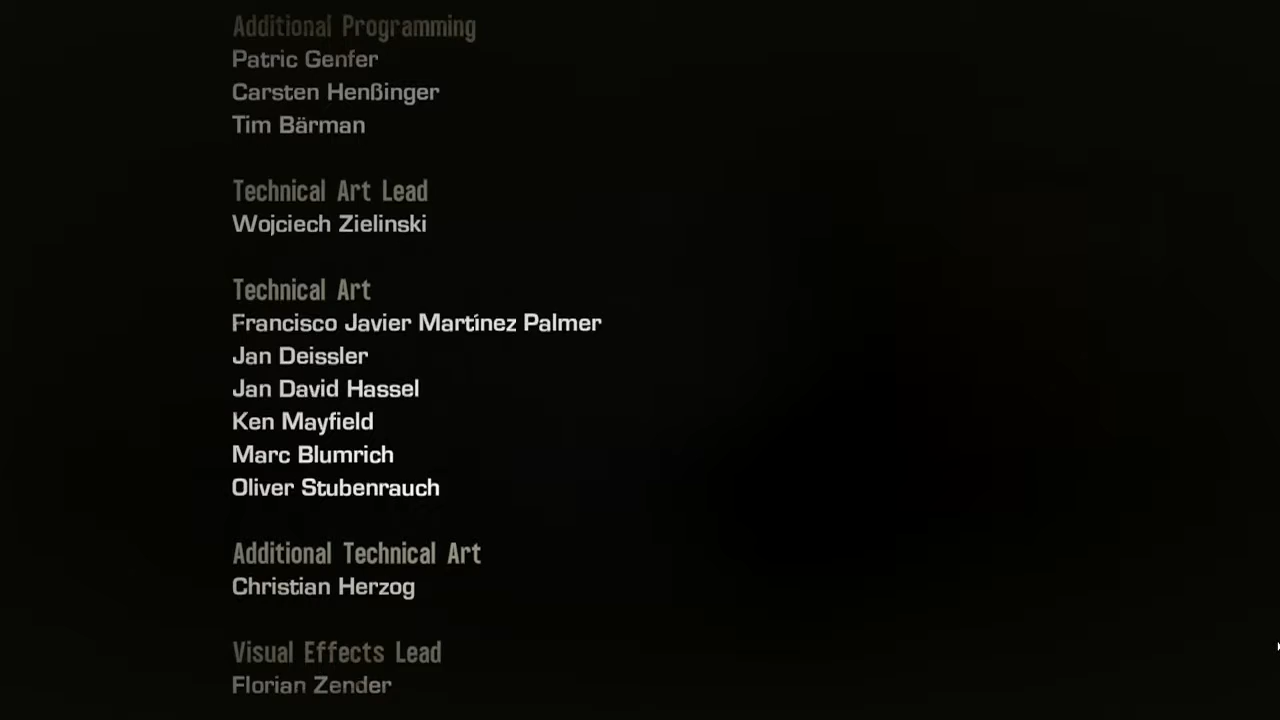 Additional Programming
Patric Genfer
Carsten Henßinger
Tim Bärman
Technical Art Lead
Wojciech Zielinski
Technical Art
Francisco Javier Martínez Palmer
Jan Deissler
Jan David Hassel
Ken Mayfield
Marc Blumrich
Oliver Stubenrauch
Additional Technical Art
Christian Herzog
Visual Effects Lead
Florian Zender